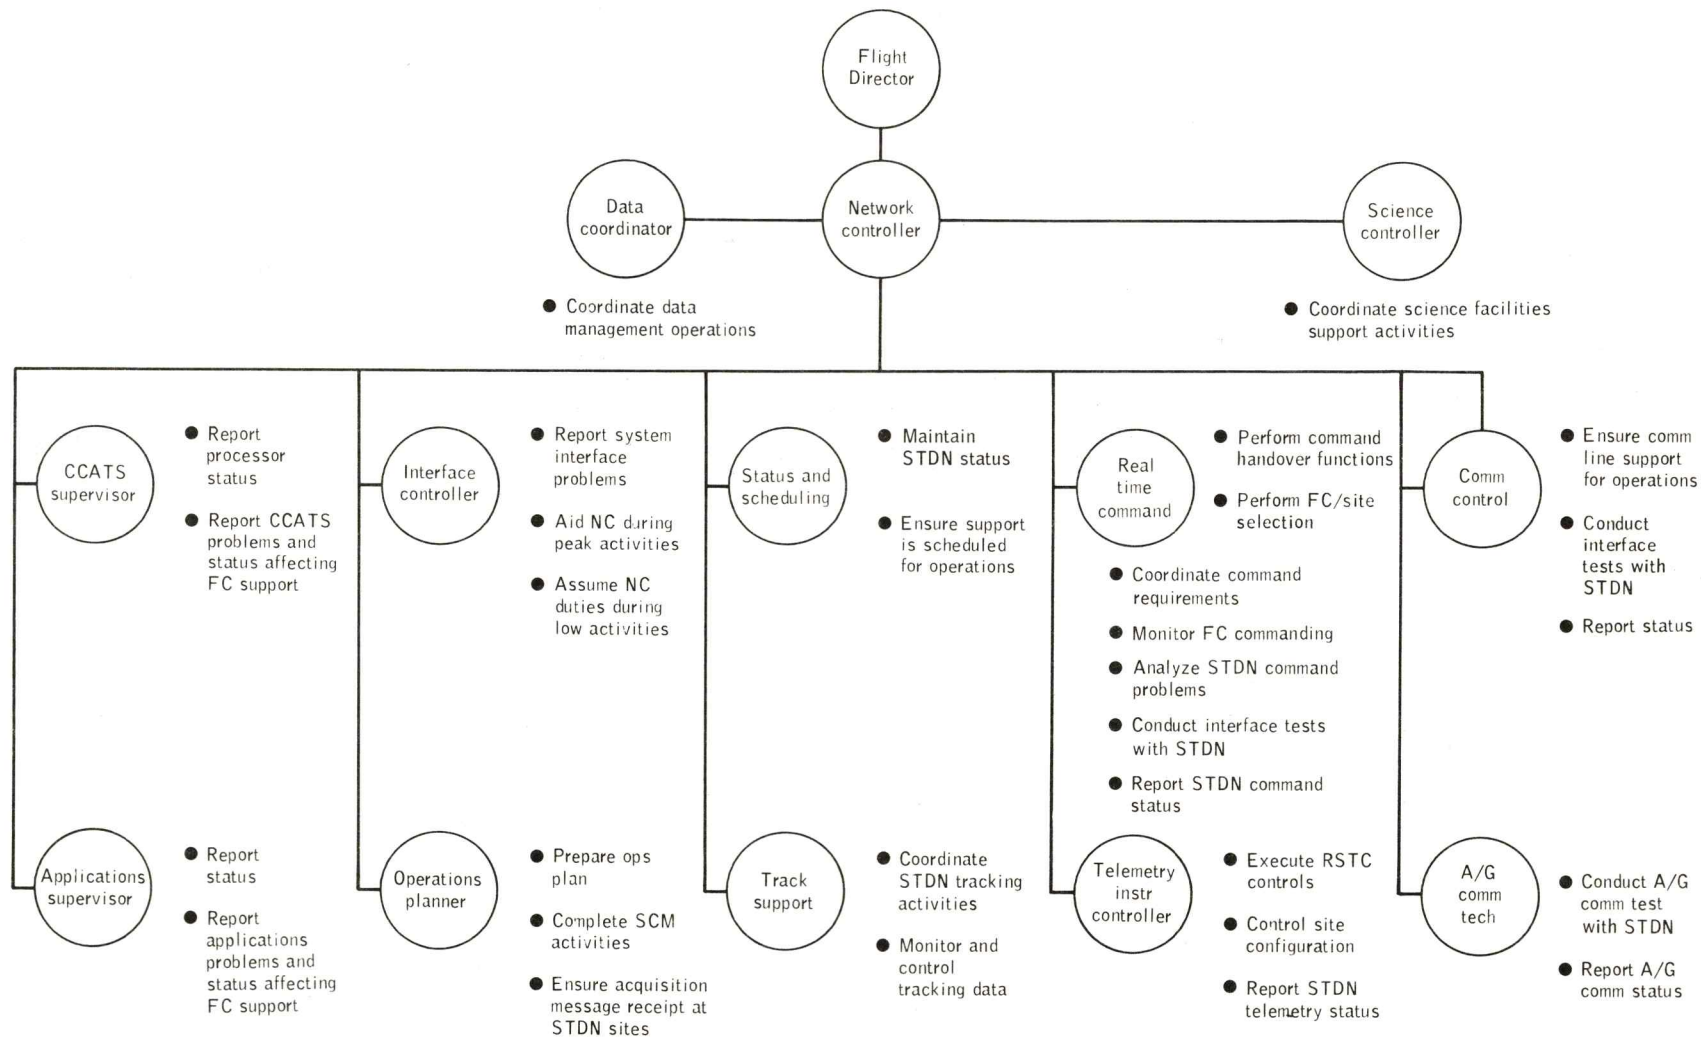 Flight
Director
Data
coordinator
Network
controller
Science
controller
● Coordinate data
management operations
● Coordinate science facilities
support activities
CCATS
supervisor
● Report
processor
status
● Report CCATS
problems and
status affecting
FC support
Interface
controller
● Report system
interface
problems
● Aid NC during
peak activities
● Assume NC
duties during
low activities
Status and
scheduling
● Maintain
STDN status
● Ensure support
is scheduled
for operations
Real
time
command
● Perform command
handover functions
● Perform FC/site
selection
● Coordinate command
requirements
● Monitor FC commanding
● Analyze STDN command
problems
● Conduct interface tests
with STDN
● Report STDN command
status
Comm
control
● Ensure comm
line support
for operations
● Conduct
interface
tests with
STDN
● Report status
Applications
supervisor
● Report
status
● Report
applications
problems and
status affecting
FC support
Operations
planner
● Prepare ops
plan
● Complete SCM
activities
● Ensure acquisition
message receipt at
STDN sites
Track
support
● Coordinate
STDN tracking
activities
● Monitor and
control
tracking data
Telemetry
instr
controller
● Execute RSTC
controls
● Control site
configuration
● Report STDN
telemetry status
A/G
comm
tech
● Conduct A/G
comm test
with STDN
● Report A/G
comm status